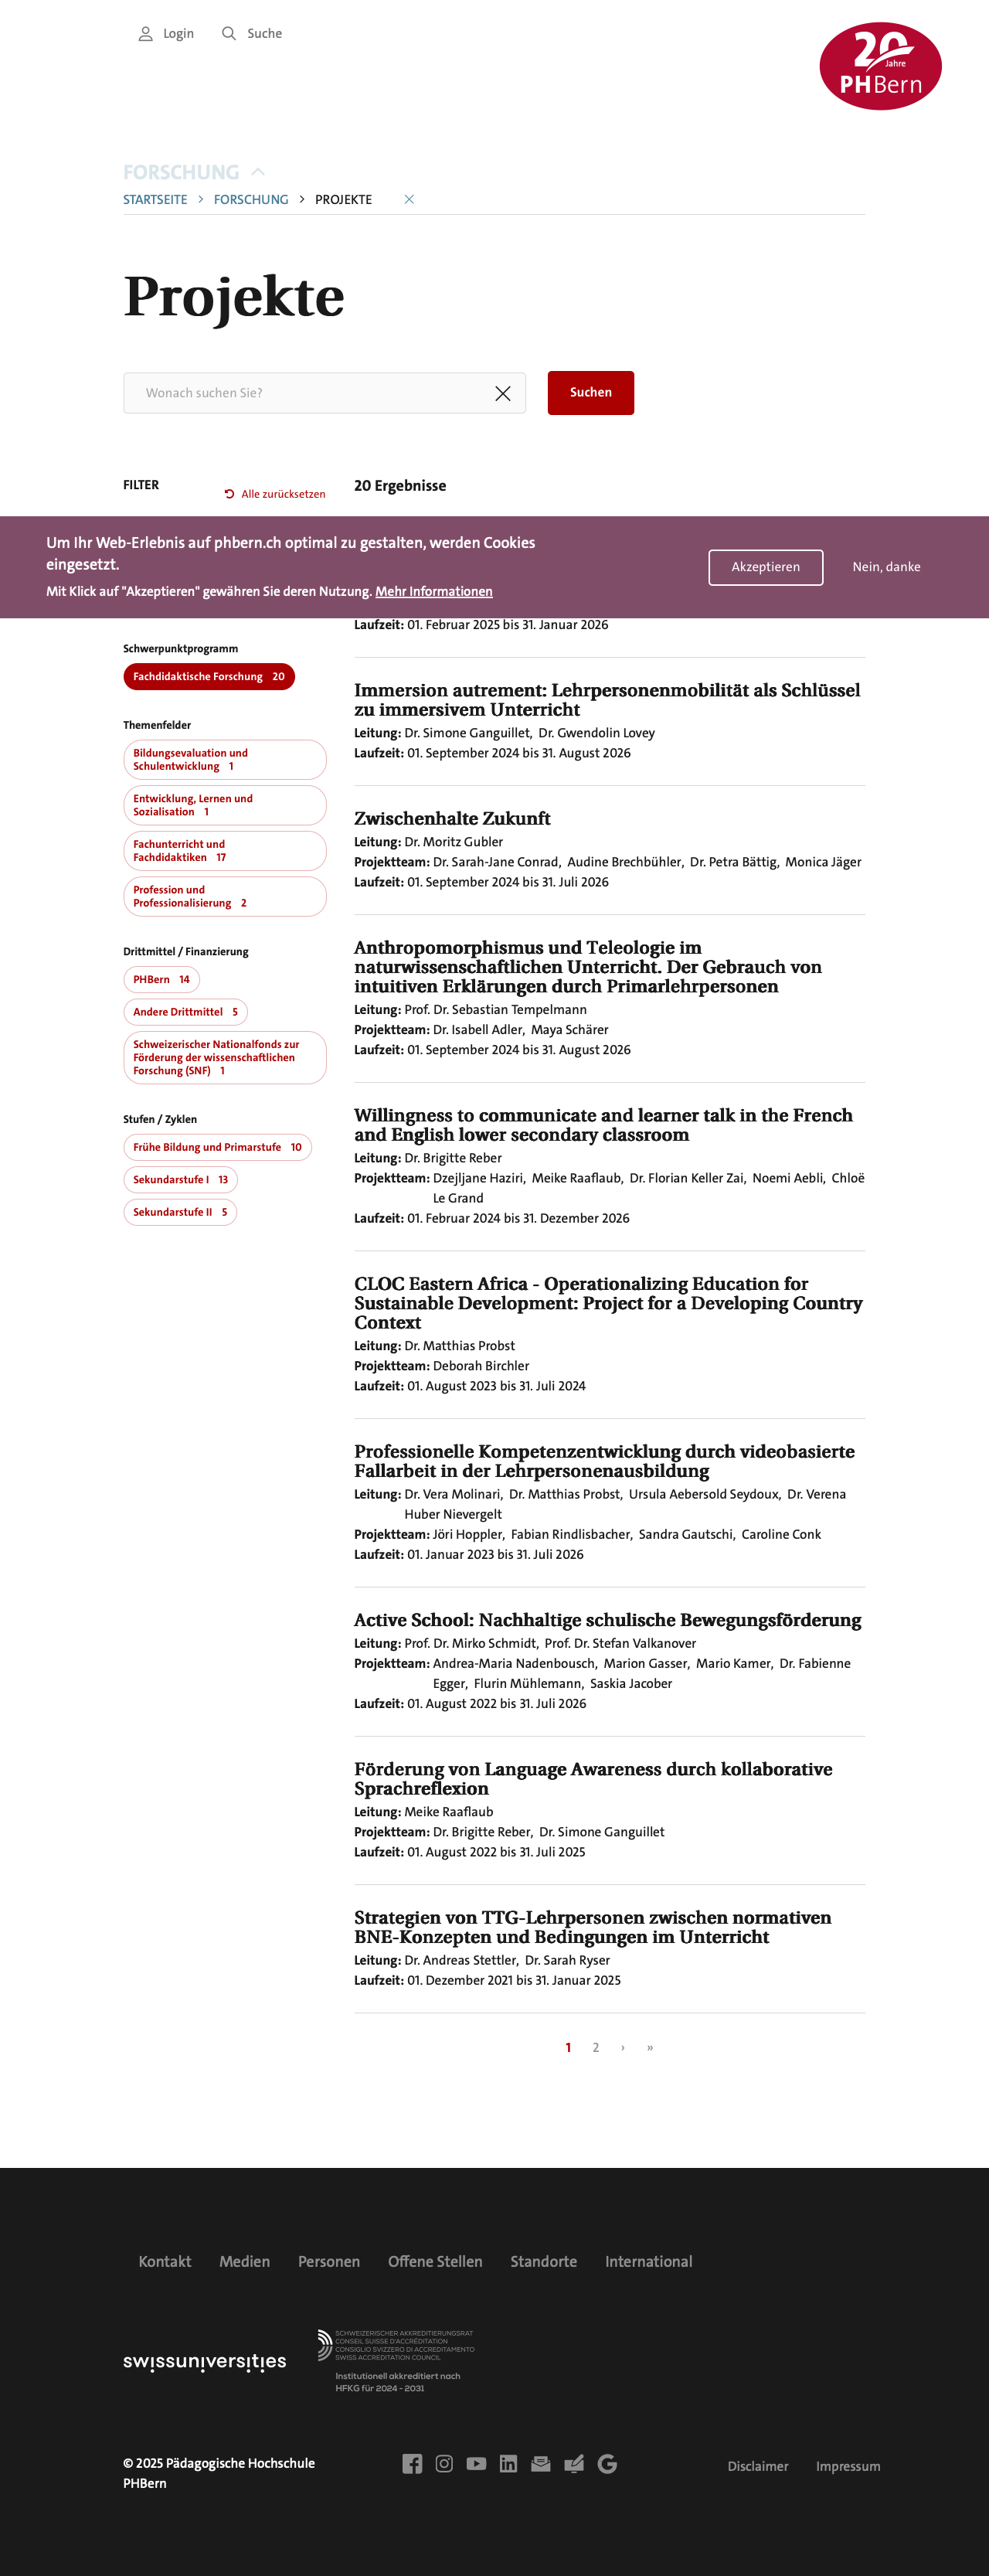 Login
Suche
20
Jahre
PHBern
FORSCHUNG
STARTSEITE > FORSCHUNG > PROJEKTE
Projekte
Wonach suchen Sie?
Suchen
FILTER
Alle zurücksetzen
20 Ergebnisse
Um Ihr Web-Erlebnis auf phbern.ch optimal zu gestalten, werden Cookies
eingesetzt.
Mit Klick auf "Akzeptieren" gewähren Sie deren Nutzung. Mehr Informationen
Akzeptieren
Nein, danke
Schwerpunktprogramm
Fachdidaktische Forschung 20
Themenfelder
Bildungsevaluation und
Schulentwicklung 1
Entwicklung, Lernen und
Sozialisation 1
Fachunterricht und
Fachdidaktiken 17
Profession und
Professionalisierung 2
Drittmittel / Finanzierung
PHBern 14
Andere Drittmittel 5
Schweizerischer Nationalfonds zur
Förderung der wissenschaftlichen
Forschung (SNF) 1
Stufen / Zyklen
Frühe Bildung und Primarstufe 10
Sekundarstufe I 13
Sekundarstufe II 5
Laufzeit: 01. Februar 2025 bis 31. Januar 2026
Immersion autrement: Lehrpersonenmobilität als Schlüssel
zu immersivem Unterricht
Leitung: Dr. Simone Ganguillet, Dr. Gwendolin Lovey
Laufzeit: 01. September 2024 bis 31. August 2026
Zwischenhalte Zukunft
Leitung: Dr. Moritz Gubler
Projektteam: Dr. Sarah-Jane Conrad, Audine Brechbühler, Dr. Petra Bättig, Monica Jäger
Laufzeit: 01. September 2024 bis 31. Juli 2026
Anthropomorphismus und Teleologie im
naturwissenschaftlichen Unterricht. Der Gebrauch von
intuitiven Erklärungen durch Primarlehrpersonen
Leitung: Prof. Dr. Sebastian Tempelmann
Projektteam: Dr. Isabell Adler, Maya Schärer
Laufzeit: 01. September 2024 bis 31. August 2026
Willingness to communicate and learner talk in the French
and English lower secondary classroom
Leitung: Dr. Brigitte Reber
Projektteam: Dzejljane Haziri, Meike Raaflaub, Dr. Florian Keller Zai, Noemi Aebli, Chloë
Le Grand
Laufzeit: 01. Februar 2024 bis 31. Dezember 2026
CLOC Eastern Africa - Operationalizing Education for
Sustainable Development: Project for a Developing Country
Context
Leitung: Dr. Matthias Probst
Projektteam: Deborah Birchler
Laufzeit: 01. August 2023 bis 31. Juli 2024
Professionelle Kompetenzentwicklung durch videobasierte
Fallarbeit in der Lehrpersonenausbildung
Leitung: Dr. Vera Molinari, Dr. Matthias Probst, Ursula Aebersold Seydoux, Dr. Verena
Huber Nievergelt
Projektteam: Jöri Hoppler, Fabian Rindlisbacher, Sandra Gautschi, Caroline Conk
Laufzeit: 01. Januar 2023 bis 31. Juli 2026
Active School: Nachhaltige schulische Bewegungsförderung
Leitung: Prof. Dr. Mirko Schmidt, Prof. Dr. Stefan Valkanover
Projektteam: Andrea-Maria Nadenbousch, Marion Gasser, Mario Kamer, Dr. Fabienne
Egger, Flurin Mühlemann, Saskia Jacober
Laufzeit: 01. August 2022 bis 31. Juli 2026
Förderung von Language Awareness durch kollaborative
Sprachreflexion
Leitung: Meike Raaflaub
Projektteam: Dr. Brigitte Reber, Dr. Simone Ganguillet
Laufzeit: 01. August 2022 bis 31. Juli 2025
Strategien von TTG-Lehrpersonen zwischen normativen
BNE-Konzepten und Bedingungen im Unterricht
Leitung: Dr. Andreas Stettler, Dr. Sarah Ryser
Laufzeit: 01. Dezember 2021 bis 31. Januar 2025
1 2 › »
Kontakt Medien Personen Offene Stellen Standorte International
swissuniversities
SCHWEIZERISCHER AKKREDITIERUNGSRAT
CONSEIL SUISSE D'ACCRÉDITATION
CONSIGLIO SVIZZERO DI ACCREDITAMENTO
SWISS ACCREDITATION COUNCIL
Institutionell akkreditiert nach
HFKG für 2024 - 2031
© 2025 Pädagogische Hochschule
PHBern
Disclaimer Impressum